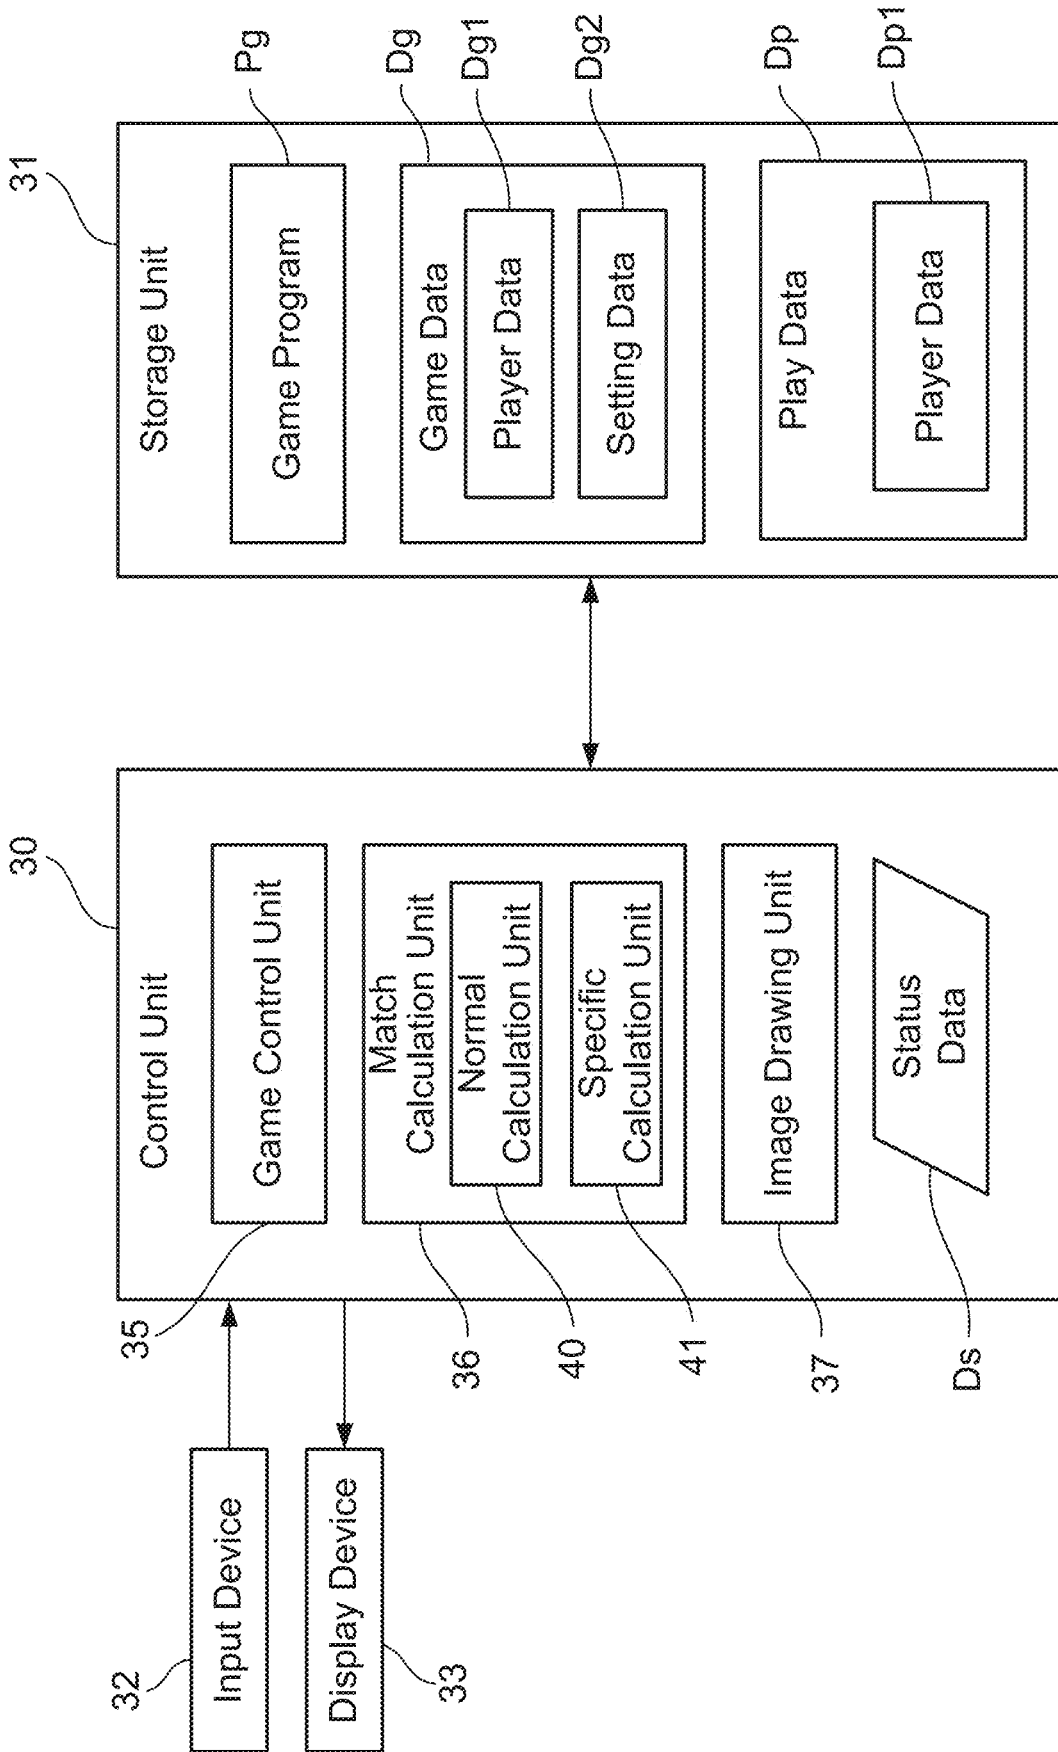 32
Input Device
Display Device
33
30
Control Unit
35
Game Control Unit
36
Match
Calculation Unit
40
Normal
Calculation Unit
41
Specific
Calculation Unit
37
Image Drawing Unit
Ds
Status
Data
31
Storage Unit
Game Program
Pg
Game Data
Dg
Player Data
Dg1
Setting Data
Dg2
Play Data
Dp
Player Data
Dp1